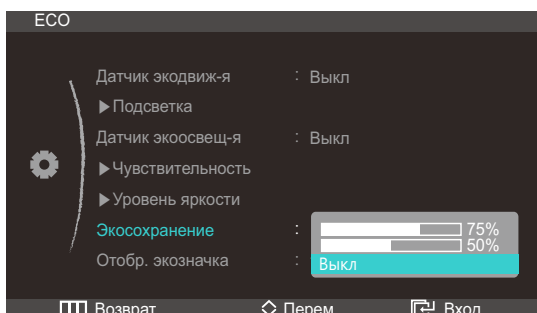 ECO
Датчик экодвиж-я : Выкл
▶Подсветка
Датчик экоосвещ-я : Выкл
▶Чувствительность
▶Уровень яркости
Экосохранение : 75%
50%
Отобр. экозначка : Выкл
Возврат Перем. Вход